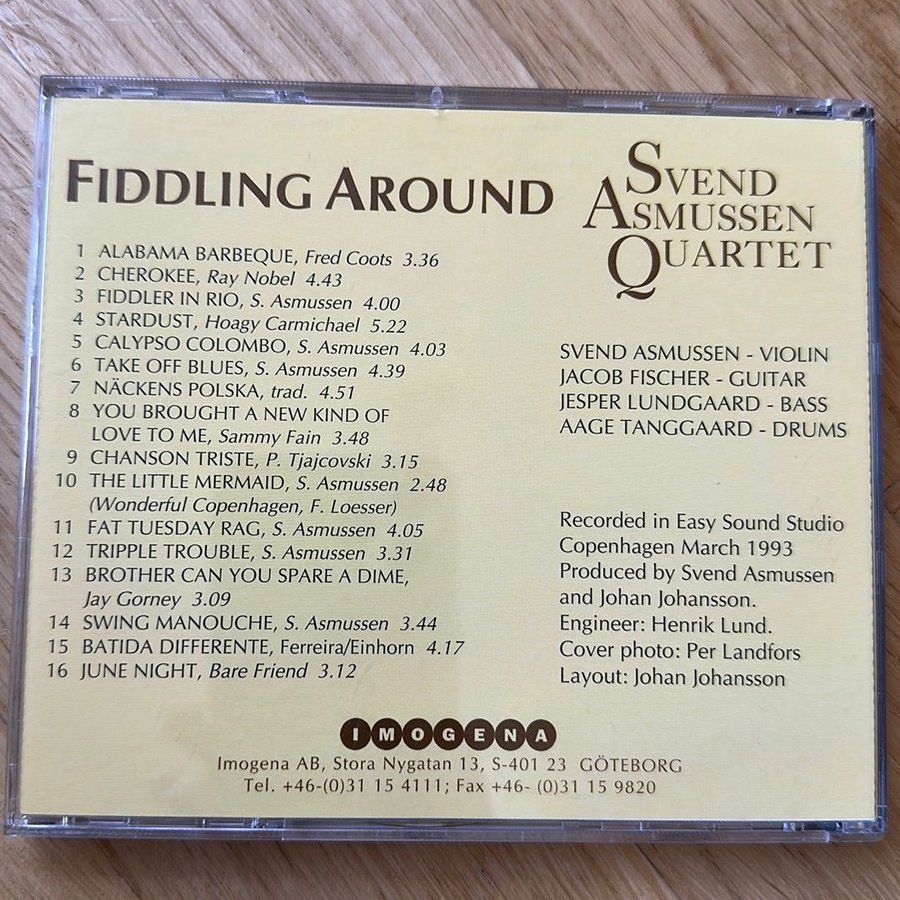 FIDDLING AROUND
1 ALABAMA BARBEQUE, Fred Coots 3.36
2 CHEROKEE, Ray Nobel 4.43
3 FIDDLER IN RIO, S. Asmussen 4.00
4 STARDUST, Hoagy Carmichael 5.22
5 CALYPSO COLOMBO, S. Asmussen 4.03
6 TAKE OFF BLUES, S. Asmussen 4.39
7 NÄCKENS POLSKA, trad. 4.51
8 YOU BROUGHT A NEW KIND OF
LOVE TO ME, Sammy Fain 3.48
9 CHANSON TRISTE, P. Tjajcovski 3.15
10 THE LITTLE MERMAID, S. Asmussen 2.48
(Wonderful Copenhagen, F. Loesser)
11 FAT TUESDAY RAG, S. Asmussen 4.05
12 TRIPPLE TROUBLE, S. Asmussen 3.31
13 BROTHER CAN YOU SPARE A DIME,
Jay Gorney 3.09
14 SWING MANOUCHE, S. Asmussen 3.44
15 BATIDA DIFFERENTE, Ferreira/Einhorn 4.17
16 JUNE NIGHT, Bare Friend 3.12
SVEND
ASMUSSEN
QUARTET
SVEND ASMUSSEN - VIOLIN
JACOB FISCHER - GUITAR
JESPER LUNDGAARD - BASS
AAGE TANGGAARD - DRUMS
Recorded in Easy Sound Studio
Copenhagen March 1993
Produced by Svend Asmussen
and Johan Johansson.
Engineer: Henrik Lund.
Cover photo: Per Landfors
Layout: Johan Johansson
IMOGENA
Imogena AB, Stora Nygatan 13, S-401 23 GÖTEBORG
Tel. +46-(0)31 15 4111; Fax +46- (0)31 15 9820